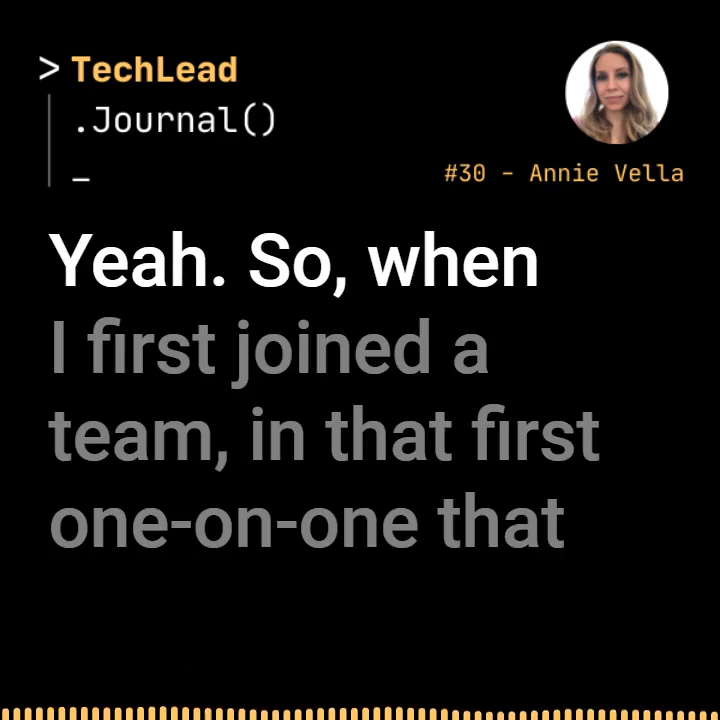 > TechLead
.Journal()
_
#30 - Annie Vella
Yeah. So, when
I first joined a
team, in that first
one-on-one that